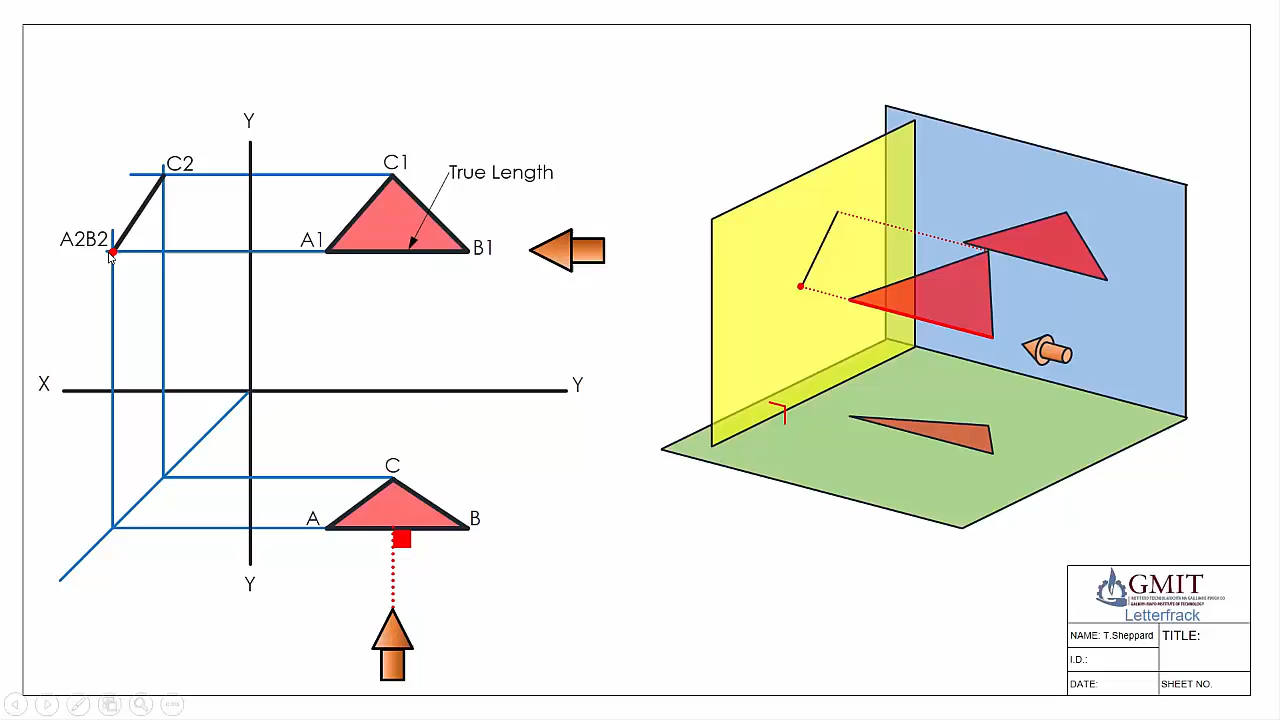 Y
C2
C1
True Length
A2B2
A1
B1
X
Y
C
A
B
Y
GMIT
Letterfrack
NAME: T.Sheppard
TITLE:
I.D.:
DATE:
SHEET NO.